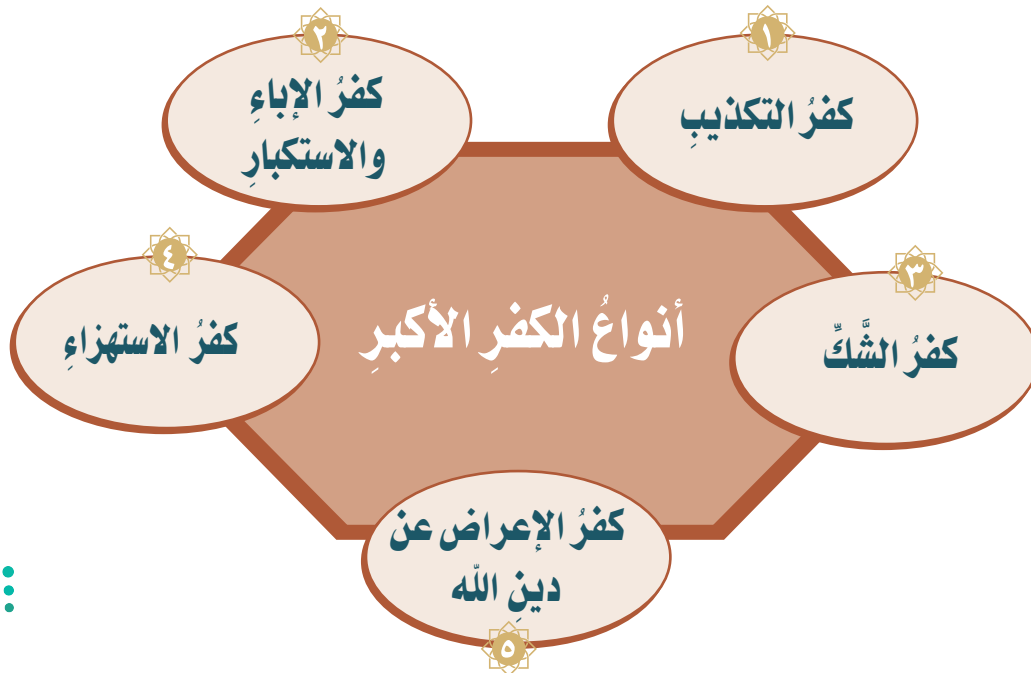 أنواعُ الكفرِ الأكبرِ
١
كفرُ التكذيبِ
٢
كفرُ الإباءِ
والاستكبارِ
٣
كفرُ الشَّكِّ
٤
كفرُ الاستهزاءِ
كفرُ الإعراض عن
دينِ الله
٥